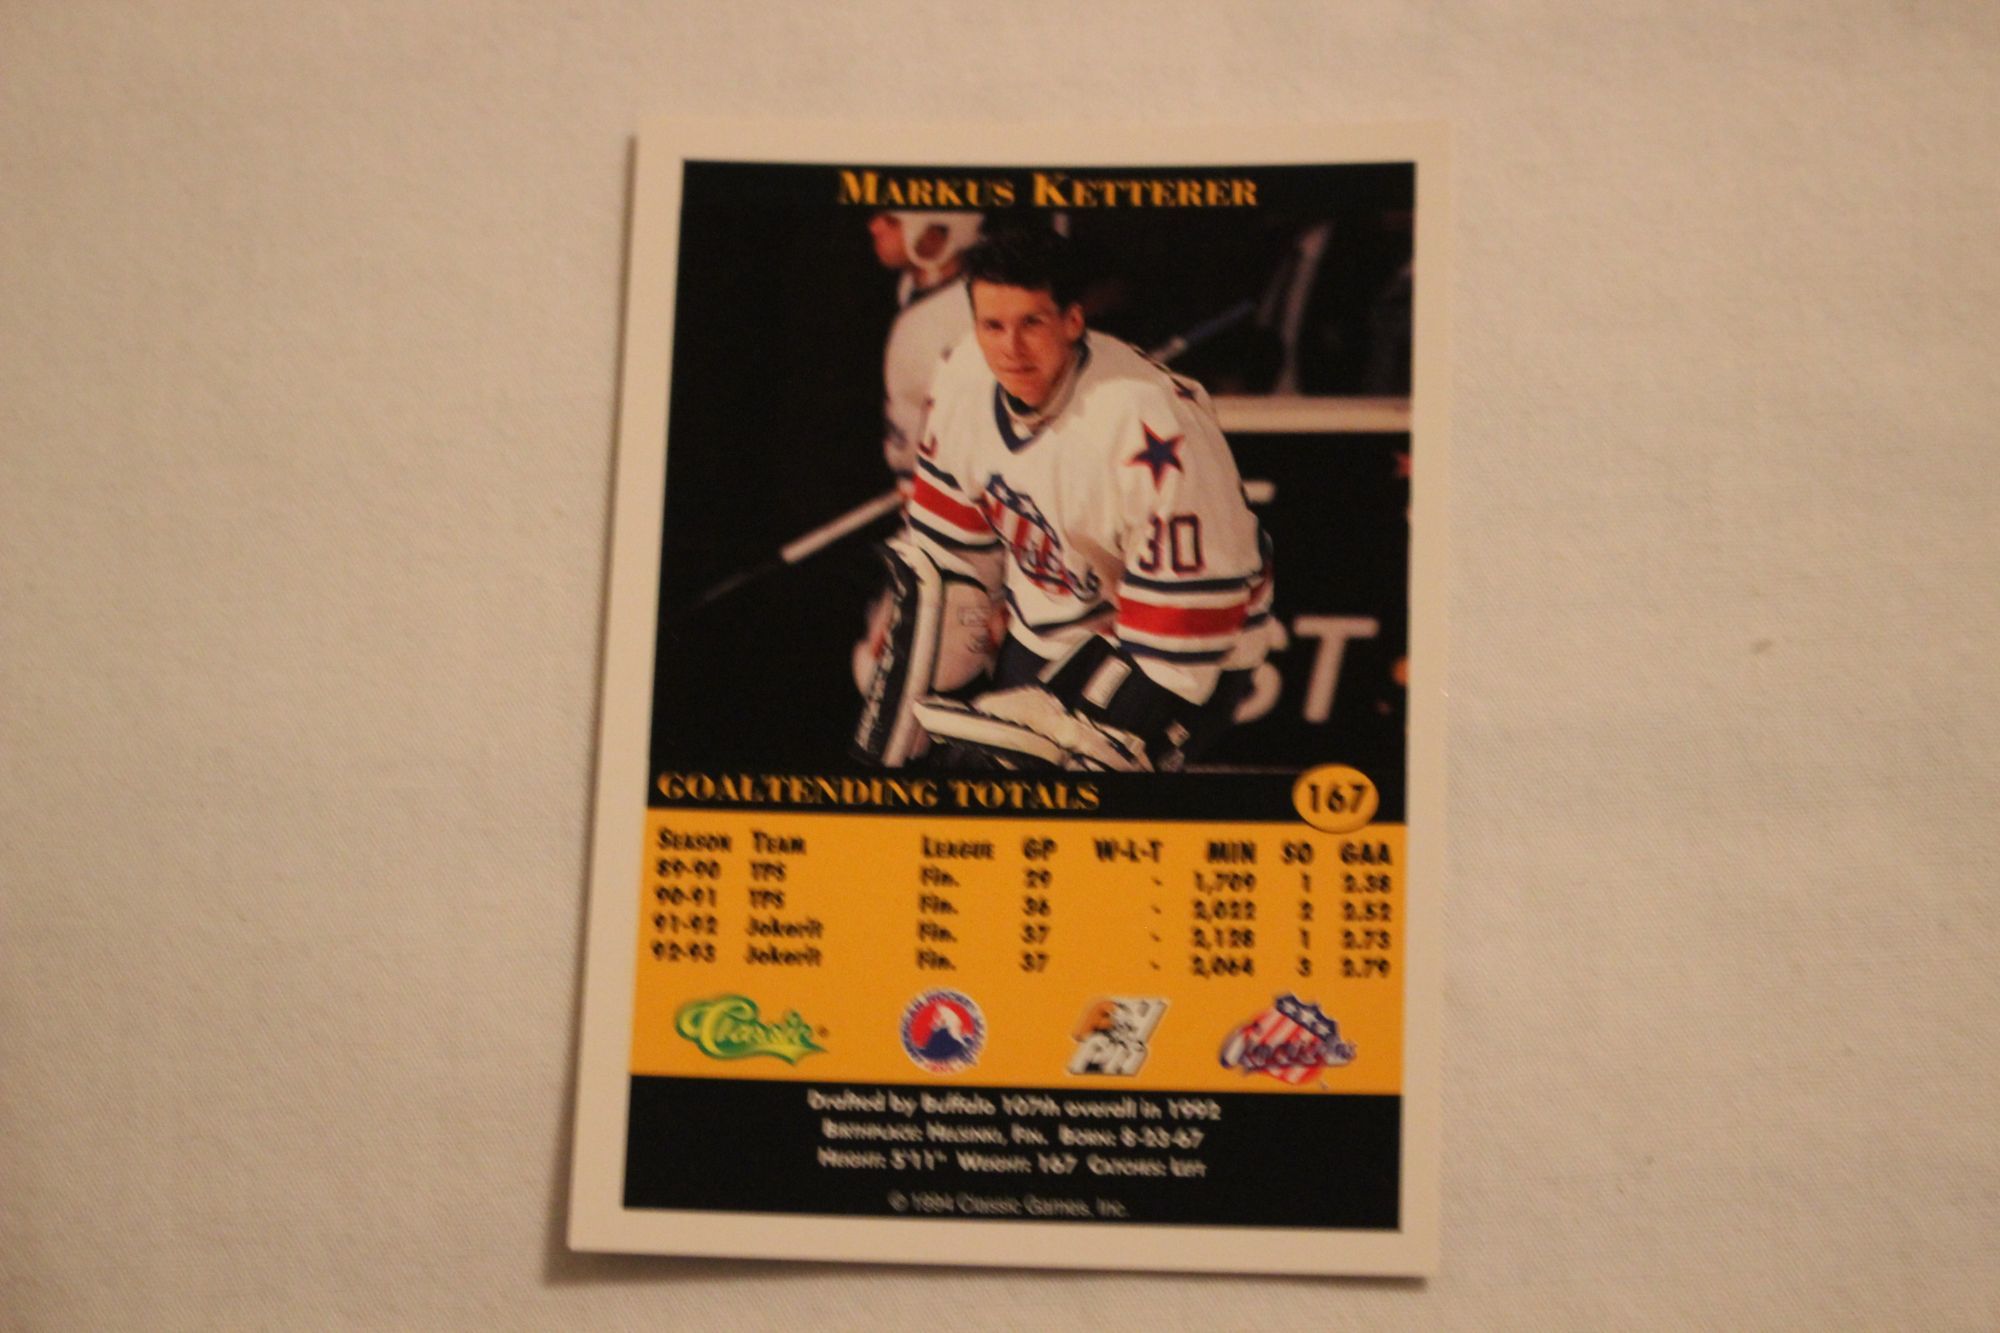 MARKUS KETTERER
30
ST
GOALTENDING TOTALS 167
SEASON TEAM LEAGUE GP W-L-T MIN SO GAA
89-90 TPS Fin. 29 - 1,709 1 2.38
90-91 TPS Fin. 36 - 2,022 2 2.52
91-92 Jokerit Fin. 37 - 2,128 1 2.73
92-93 Jokerit Fin. 37 - 2,064 3 2.79
Classic Americans
Drafted by Buffalo 107th overall in 1992
BIRTHPLACE: HELSINKI, FIN. BORN: 8-23-67
HEIGHT: 5'11" WEIGHT: 167 CATCHES: LEFT
© 1994 Classic Games, Inc.